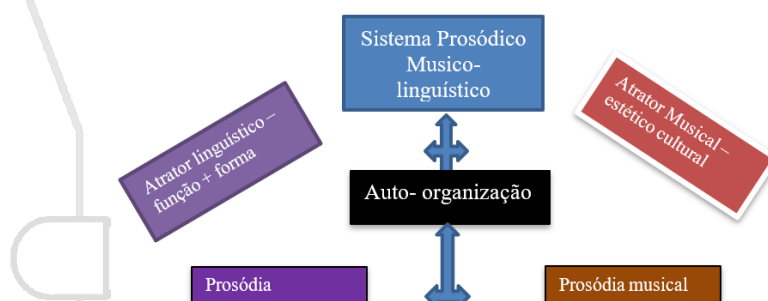 Sistema Prosódico
Musico-
linguístico
Atrator linguístico –
função + forma
Atrator Musical –
estético cultural
Auto- organização
Prosódia
Prosódia musical